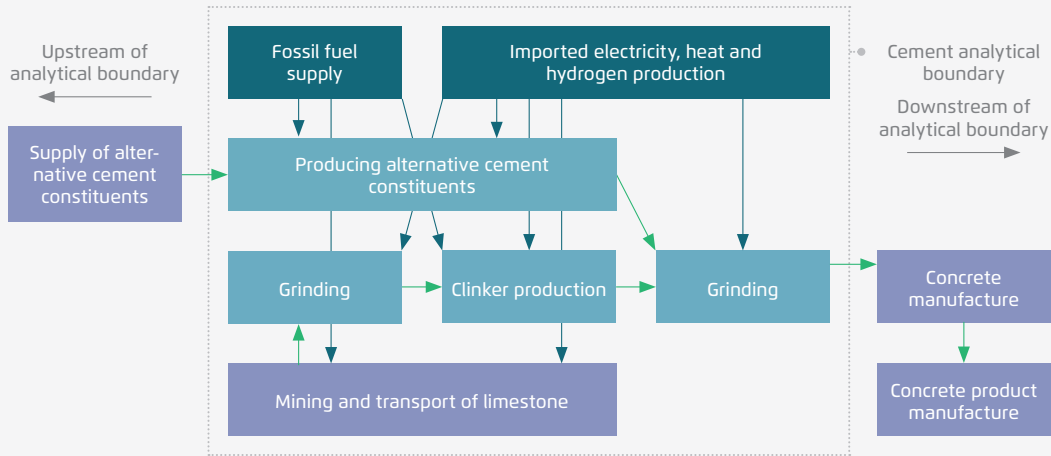 Upstream of
analytical boundary
Fossil fuel
supply
Imported electricity, heat and
hydrogen production
Cement analytical
boundary
Downstream of
analytical boundary
Supply of alter-
native cement
constituents
Producing alternative cement
constituents
Grinding
Clinker production
Grinding
Concrete
manufacture
Mining and transport of limestone
Concrete product
manufacture